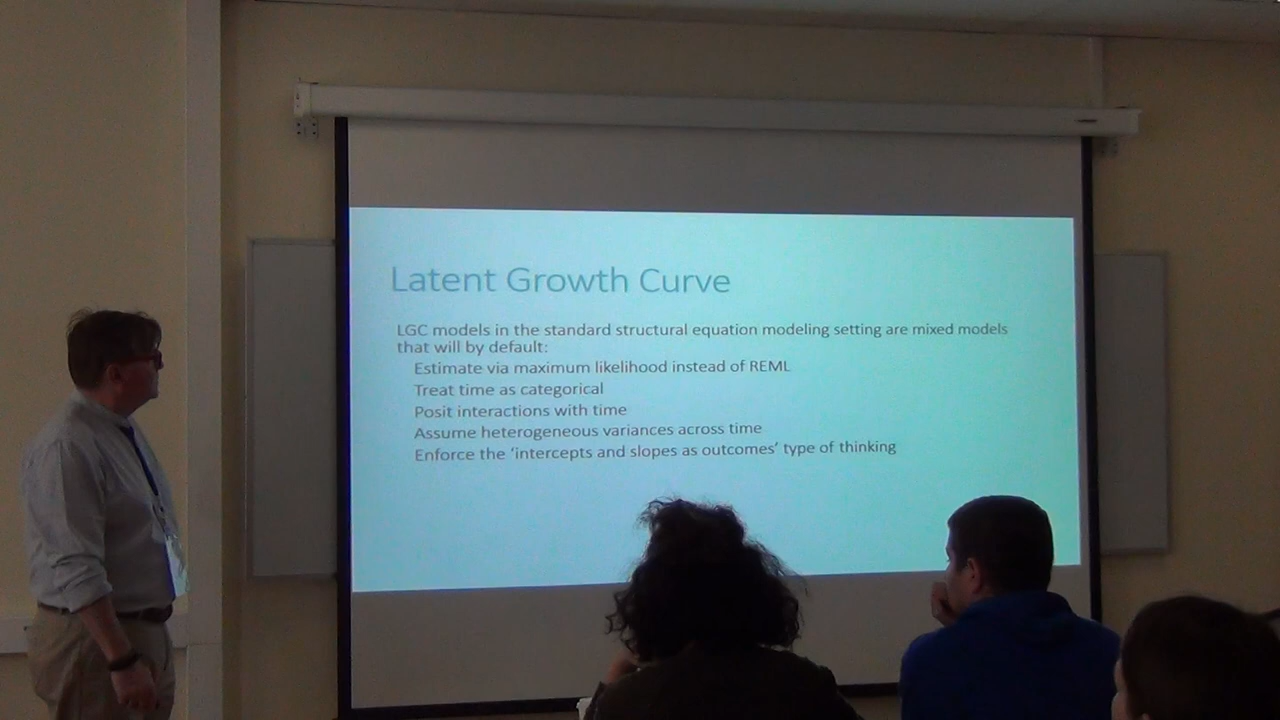 Latent Growth Curve
LGC models in the standard structural equation modeling setting are mixed models
that will by default:
Estimate via maximum likelihood instead of REML
Treat time as categorical
Posit interactions with time
Assume heterogeneous variances across time
Enforce the ‘intercepts and slopes as outcomes’ type of thinking